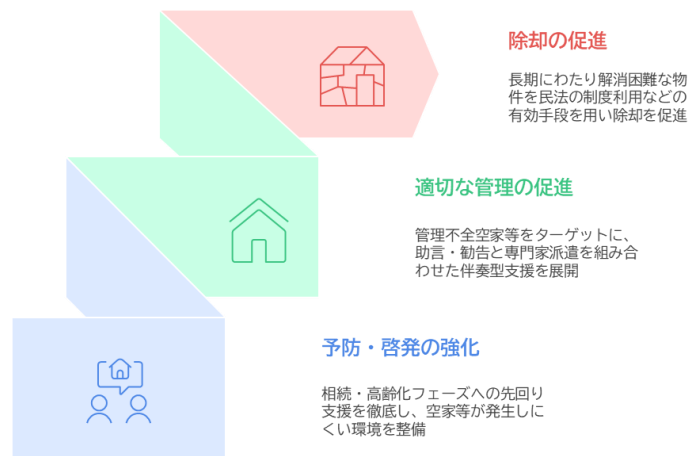 除却の促進
長期にわたり解消困難な物
件を民法の制度利用などの
有効手段を用い除却を促進
適切な管理の促進
管理不全空家等をターゲットに、
助言・勧告と専門家派遣を組み合
わせた伴奏型支援を展開
予防・啓発の強化
相続・高齢化フェーズへの先回り
支援を徹底し、空家等が発生しに
くい環境を整備